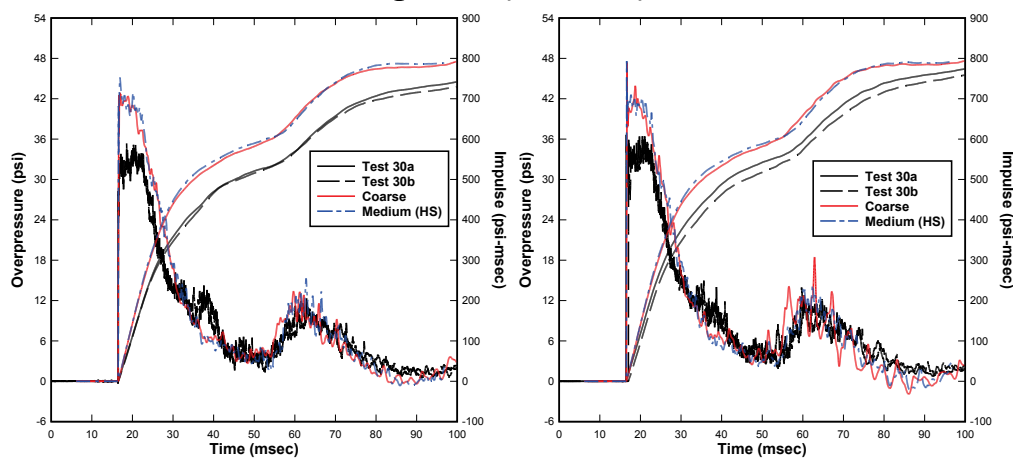 54
48
42
36
30
24
18
12
6
0
-6
Overpressure (psi)
900
800
700
600
500
400
300
200
100
0
-100
Impulse (psi-msec)
Test 30a
Test 30b
Coarse
Medium (HS)
0 10 20 30 40 50 60 70 80 90 100
Time (msec)
54
48
42
36
30
24
18
12
6
0
-6
Overpressure (psi)
900
800
700
600
500
400
300
200
100
0
-100
Impulse (psi-msec)
Test 30a
Test 30b
Coarse
Medium (HS)
0 10 20 30 40 50 60 70 80 90 100
Time (msec)